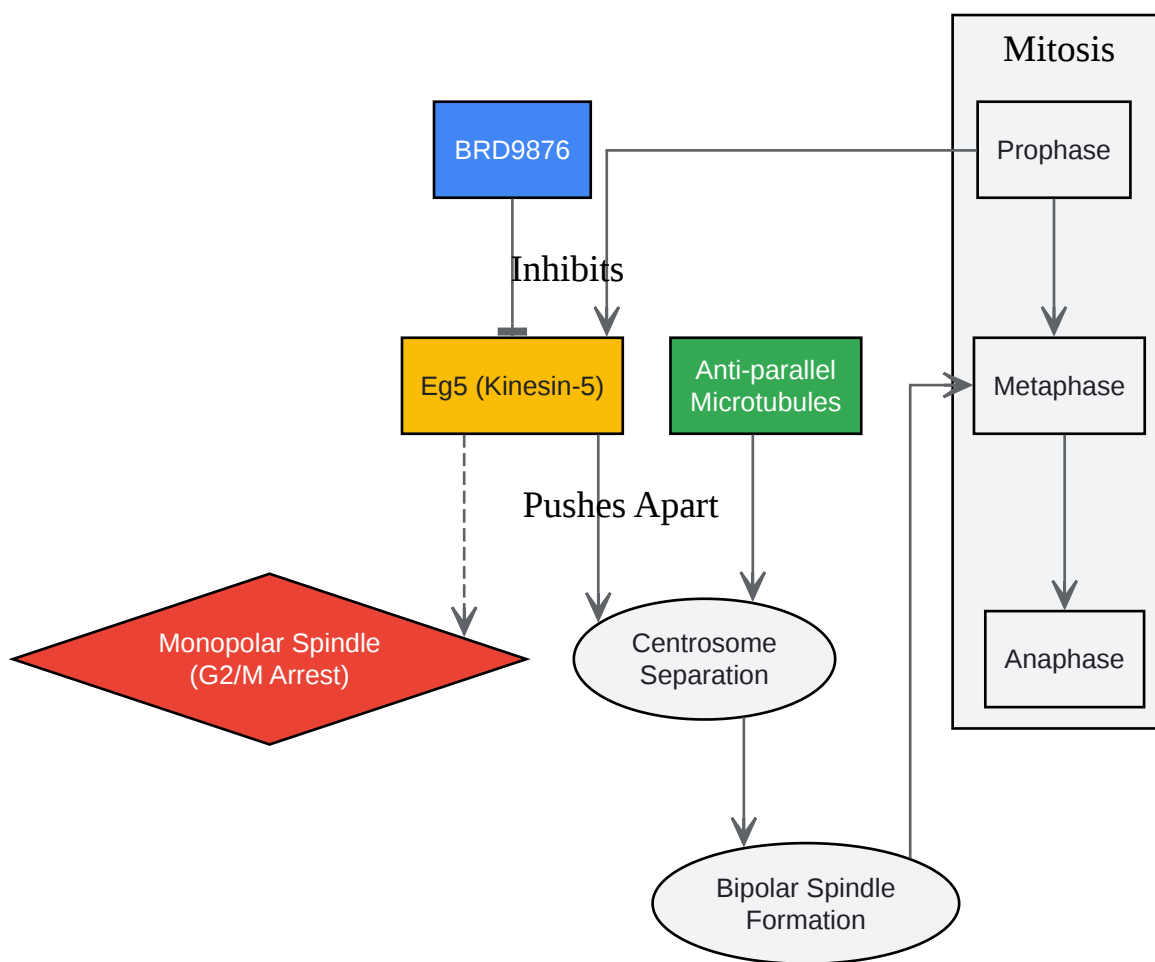 Mitosis
BRD9876
Prophase
Inhibits
Eg5 (Kinesin-5)
Anti-parallel
Microtubules
Metaphase
Pushes Apart
Monopolar Spindle
(G2/M Arrest)
Centrosome
Separation
Anaphase
Bipolar Spindle
Formation